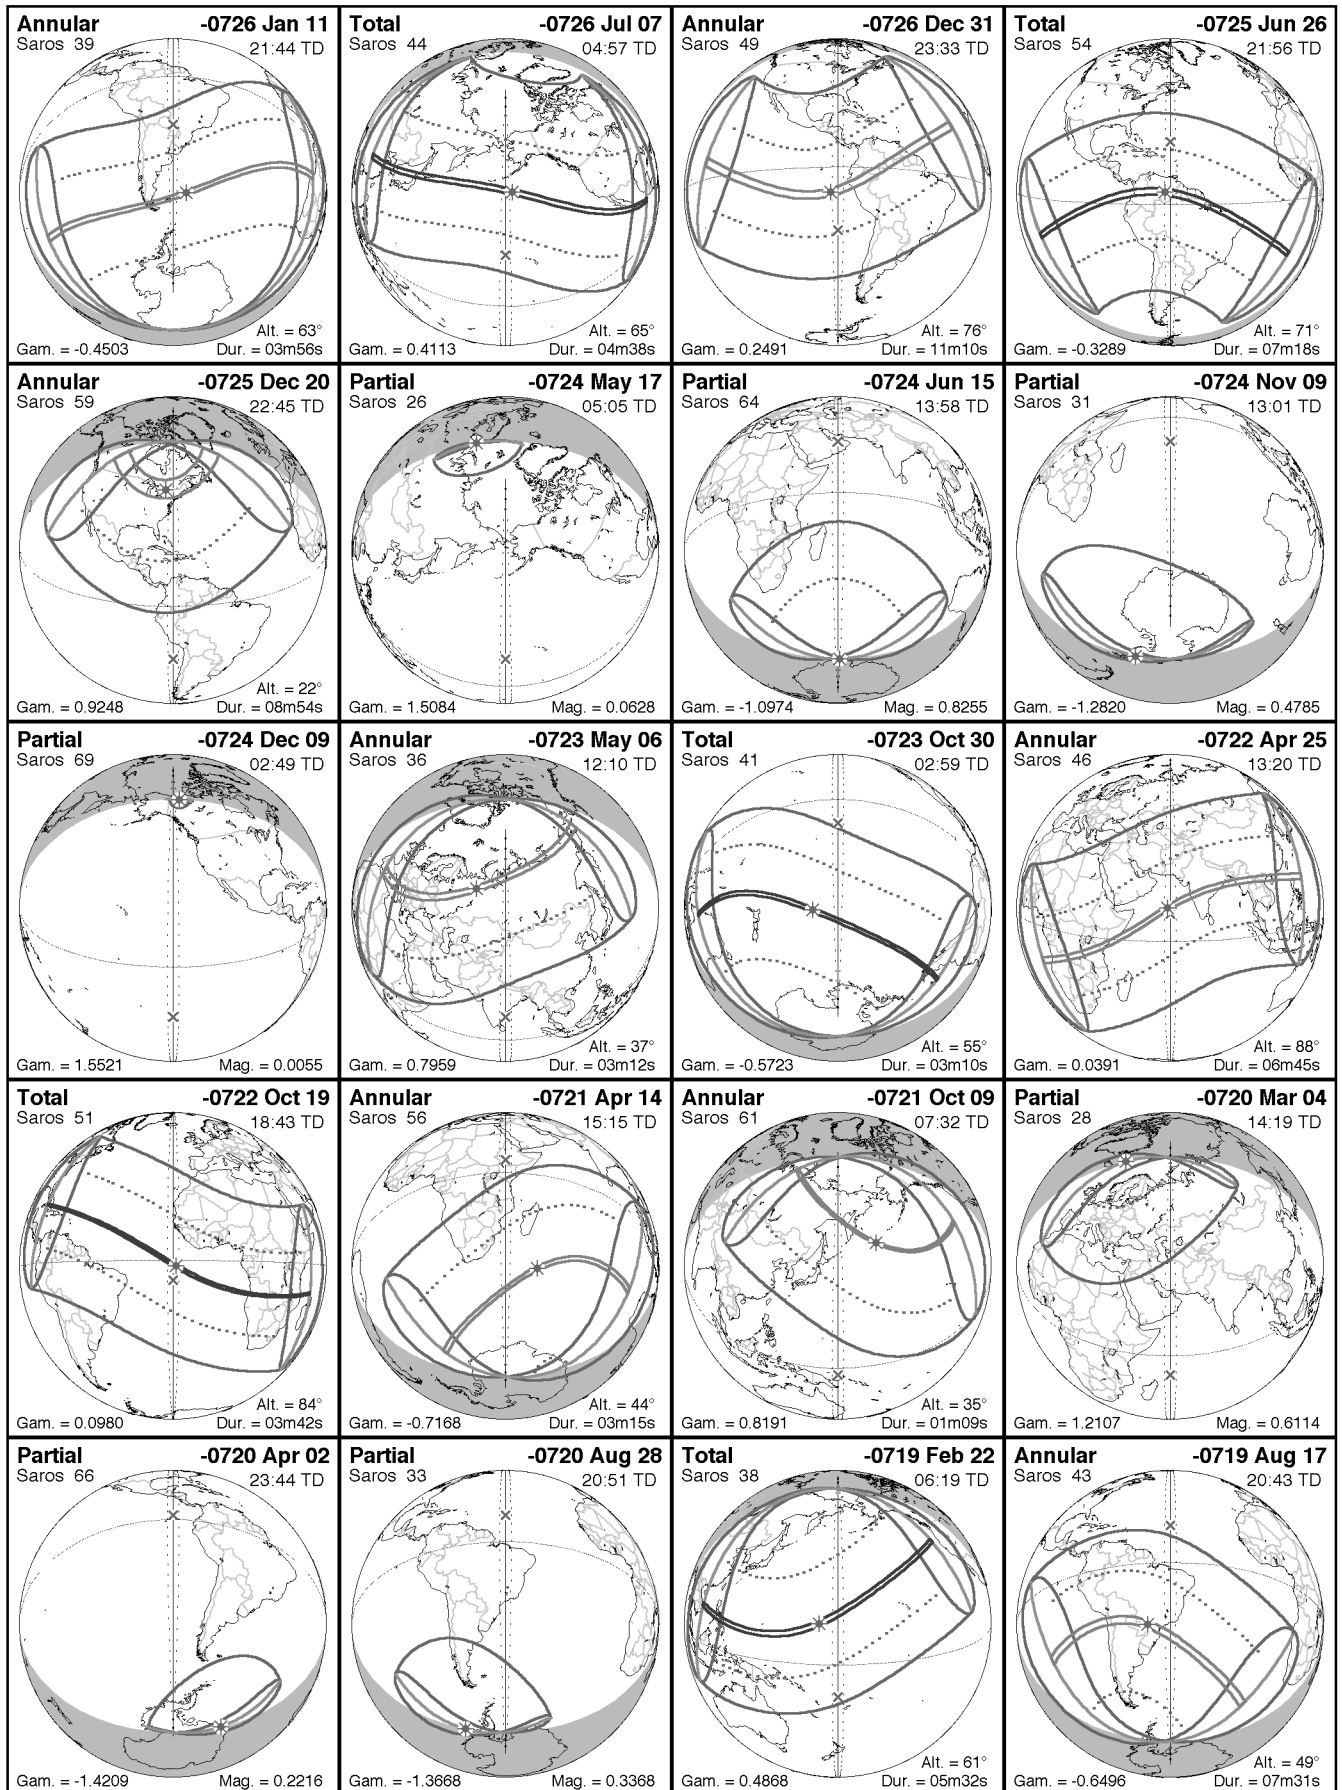 Annular -0726 Jan 11
Saros 39 21:44 TD
Alt. = 63°
Gam. = -0.4503 Dur. = 03m56s
Total -0726 Jul 07
Saros 44 04:57 TD
Alt. = 65°
Gam. = 0.4113 Dur. = 04m38s
Annular -0726 Dec 31
Saros 49 23:33 TD
Alt. = 76°
Gam. = 0.2491 Dur. = 11m10s
Total -0725 Jun 26
Saros 54 21:56 TD
Alt. = 71°
Gam. = -0.3289 Dur. = 07m18s
Annular -0725 Dec 20
Saros 59 22:45 TD
Alt. = 22°
Gam. = 0.9248 Dur. = 08m54s
Partial -0724 May 17
Saros 26 05:05 TD
Gam. = 1.5084 Mag. = 0.0628
Partial -0724 Jun 15
Saros 64 13:58 TD
Gam. = -1.0974 Mag. = 0.8255
Partial -0724 Nov 09
Saros 31 13:01 TD
Gam. = -1.2820 Mag. = 0.4785
Partial -0724 Dec 09
Saros 69 02:49 TD
Gam. = 1.5521 Mag. = 0.0055
Annular -0723 May 06
Saros 36 12:10 TD
Alt. = 37°
Gam. = 0.7959 Dur. = 03m12s
Total -0723 Oct 30
Saros 41 02:59 TD
Alt. = 55°
Gam. = -0.5723 Dur. = 03m10s
Annular -0722 Apr 25
Saros 46 13:20 TD
Alt. = 88°
Gam. = 0.0391 Dur. = 06m45s
Total -0722 Oct 19
Saros 51 18:43 TD
Alt. = 84°
Gam. = 0.0980 Dur. = 03m42s
Annular -0721 Apr 14
Saros 56 15:15 TD
Alt. = 44°
Gam. = -0.7168 Dur. = 03m15s
Annular -0721 Oct 09
Saros 61 07:32 TD
Alt. = 35°
Gam. = 0.8191 Dur. = 01m09s
Partial -0720 Mar 04
Saros 28 14:19 TD
Gam. = 1.2107 Mag. = 0.6114
Partial -0720 Apr 02
Saros 66 23:44 TD
Gam. = -1.4209 Mag. = 0.2216
Partial -0720 Aug 28
Saros 33 20:51 TD
Gam. = -1.3668 Mag. = 0.3368
Total -0719 Feb 22
Saros 38 06:19 TD
Alt. = 61°
Gam. = 0.4868 Dur. = 05m32s
Annular -0719 Aug 17
Saros 43 20:43 TD
Alt. = 49°
Gam. = -0.6496 Dur. = 07m31s